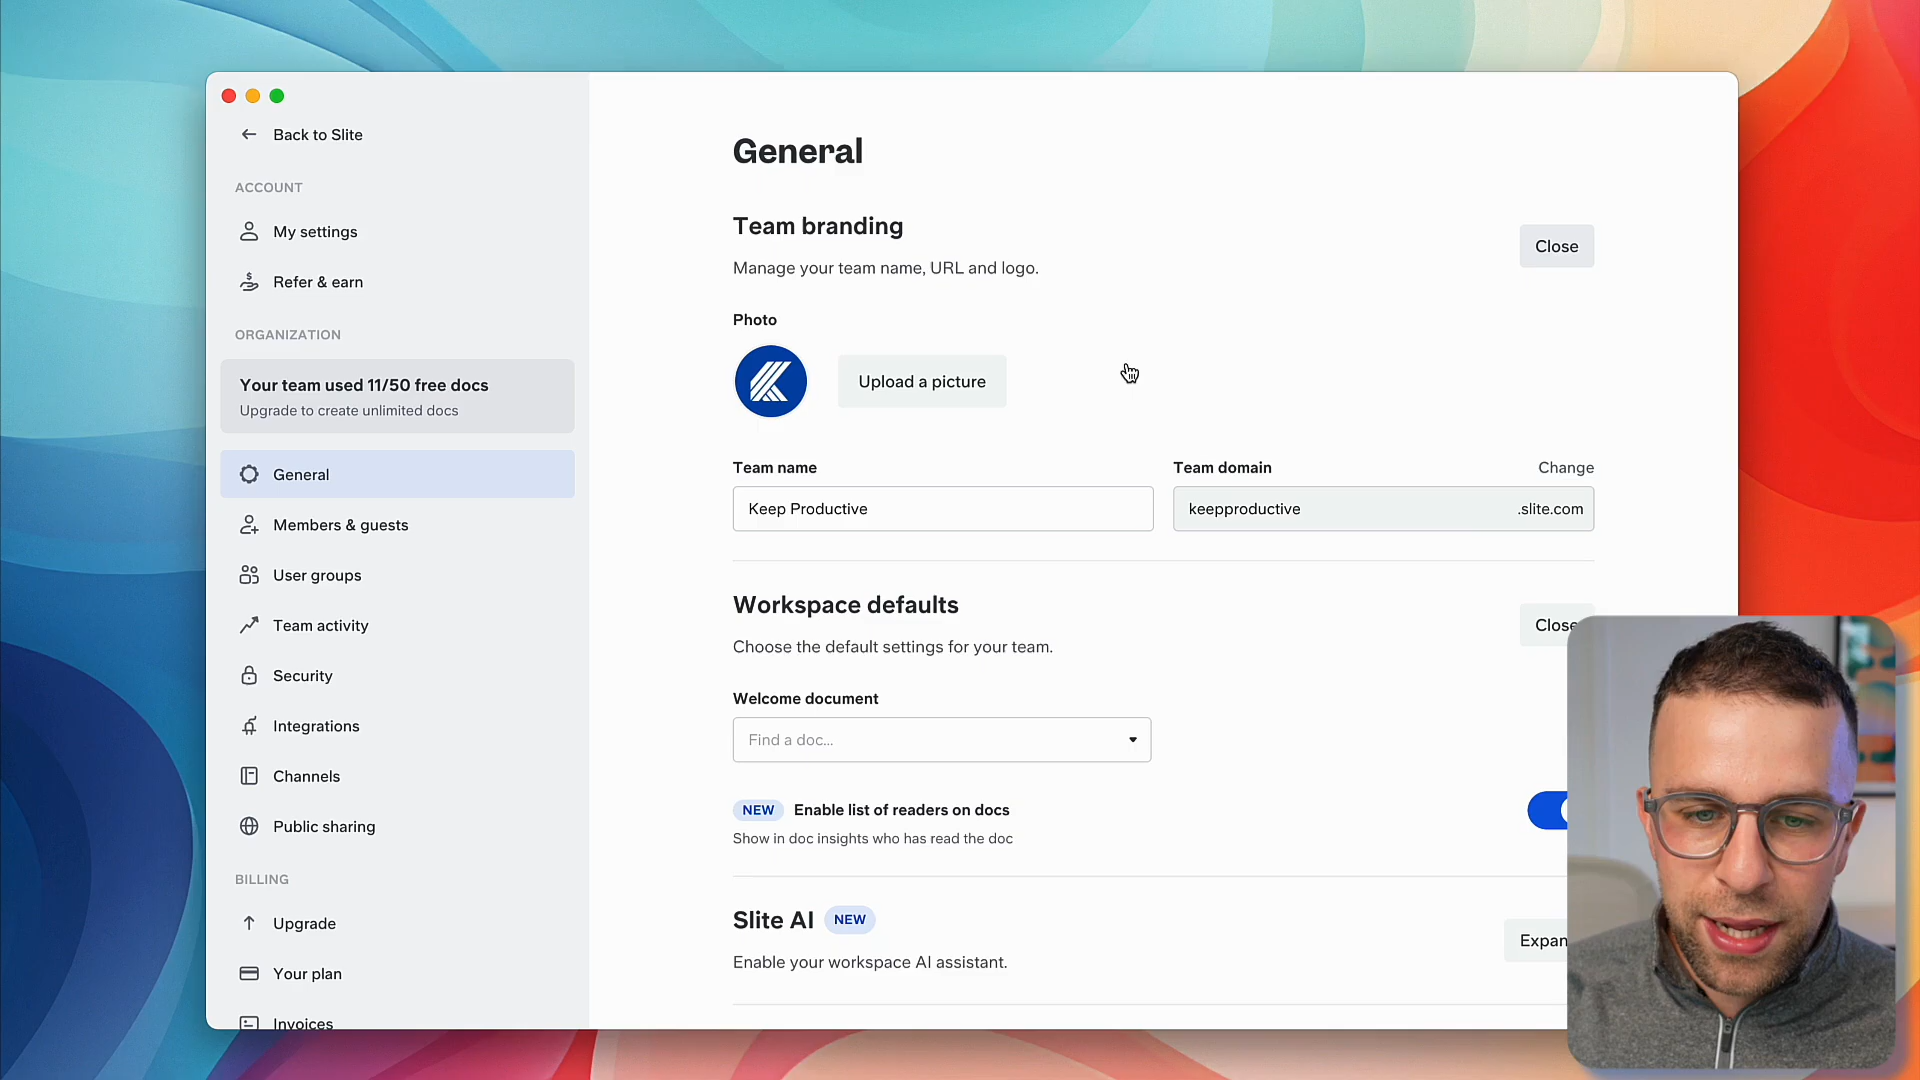 Back to Slite
ACCOUNT
My settings
Refer & earn
ORGANIZATION
Your team used 11/50 free docs
Upgrade to create unlimited docs
General
Members & guests
User groups
Team activity
Security
Integrations
Channels
Public sharing
BILLING
Upgrade
Your plan
Invoices
General
Team branding
Close
Manage your team name, URL and logo.
Photo
Upload a picture
Team name
Team domain
Change
Keep Productive
keepproductive
.slite.com
Workspace defaults
Close
Choose the default settings for your team.
Welcome document
Find a doc...
NEW Enable list of readers on docs
Show in doc insights who has read the doc
Slite AI NEW
Expan
Enable your workspace AI assistant.